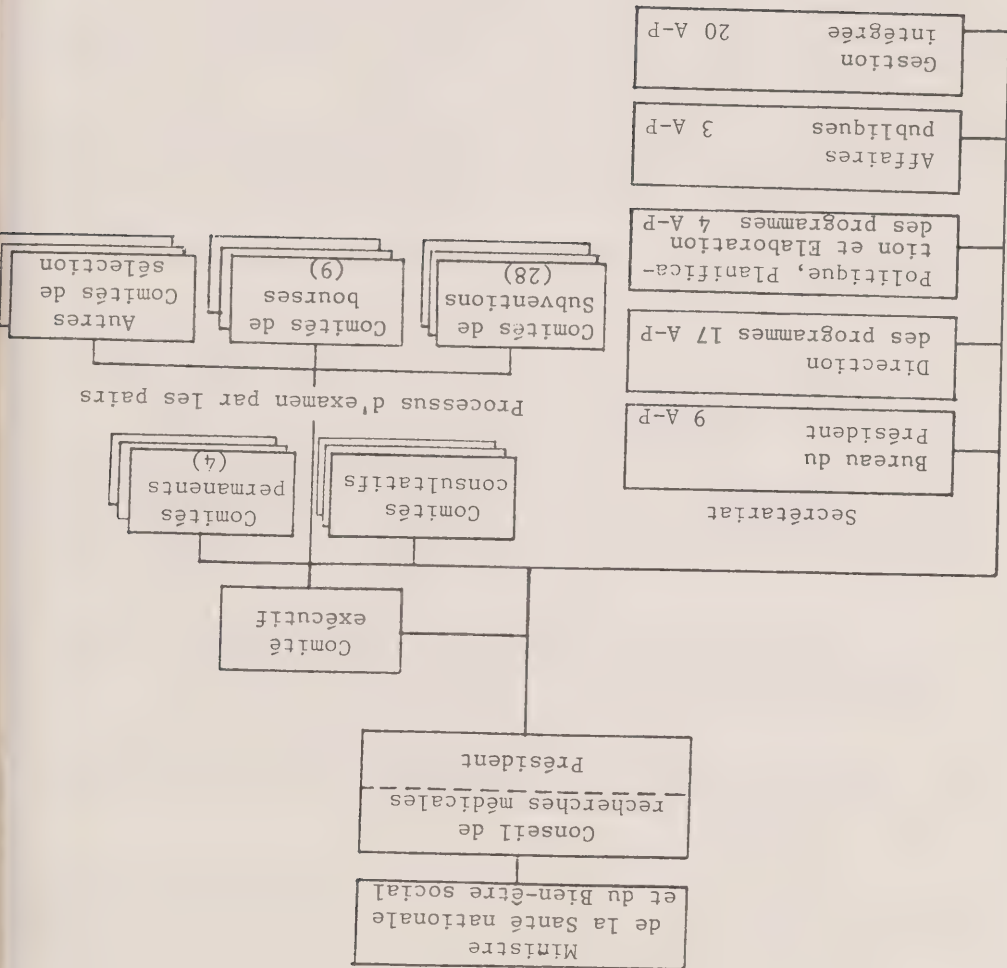 Ministre
de la Santé nationale
et du Bien-être social
Conseil de
recherches médicales
Président
Comité
exécutif
Secrétariat
Bureau du
Président 9 A-P
Direction
des programmes 17 A-P
Politique, Planifica-
tion et Elaboration
des programmes 4 A-P
Affaires
publiques 3 A-P
Gestion
intégrée 20 A-P
Comités
consultatifs
Comités
permanents
(4)
Processus d'examen par les pairs
Comités de
Subventions
(28)
Comités de
bourses
(9)
Autres
Comités de
sélection